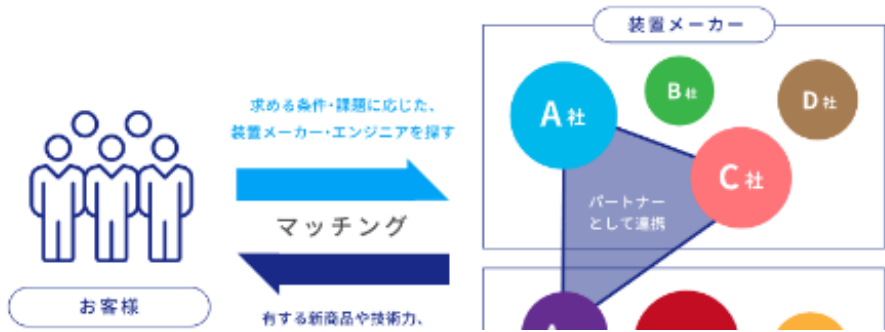 装置メーカー
求める条件・課題に応じた、
装置メーカー・エンジニアを探す
A社
B社
D社
C社
パートナー
として連携
マッチング
お客様
有する新商品や技術力、
A